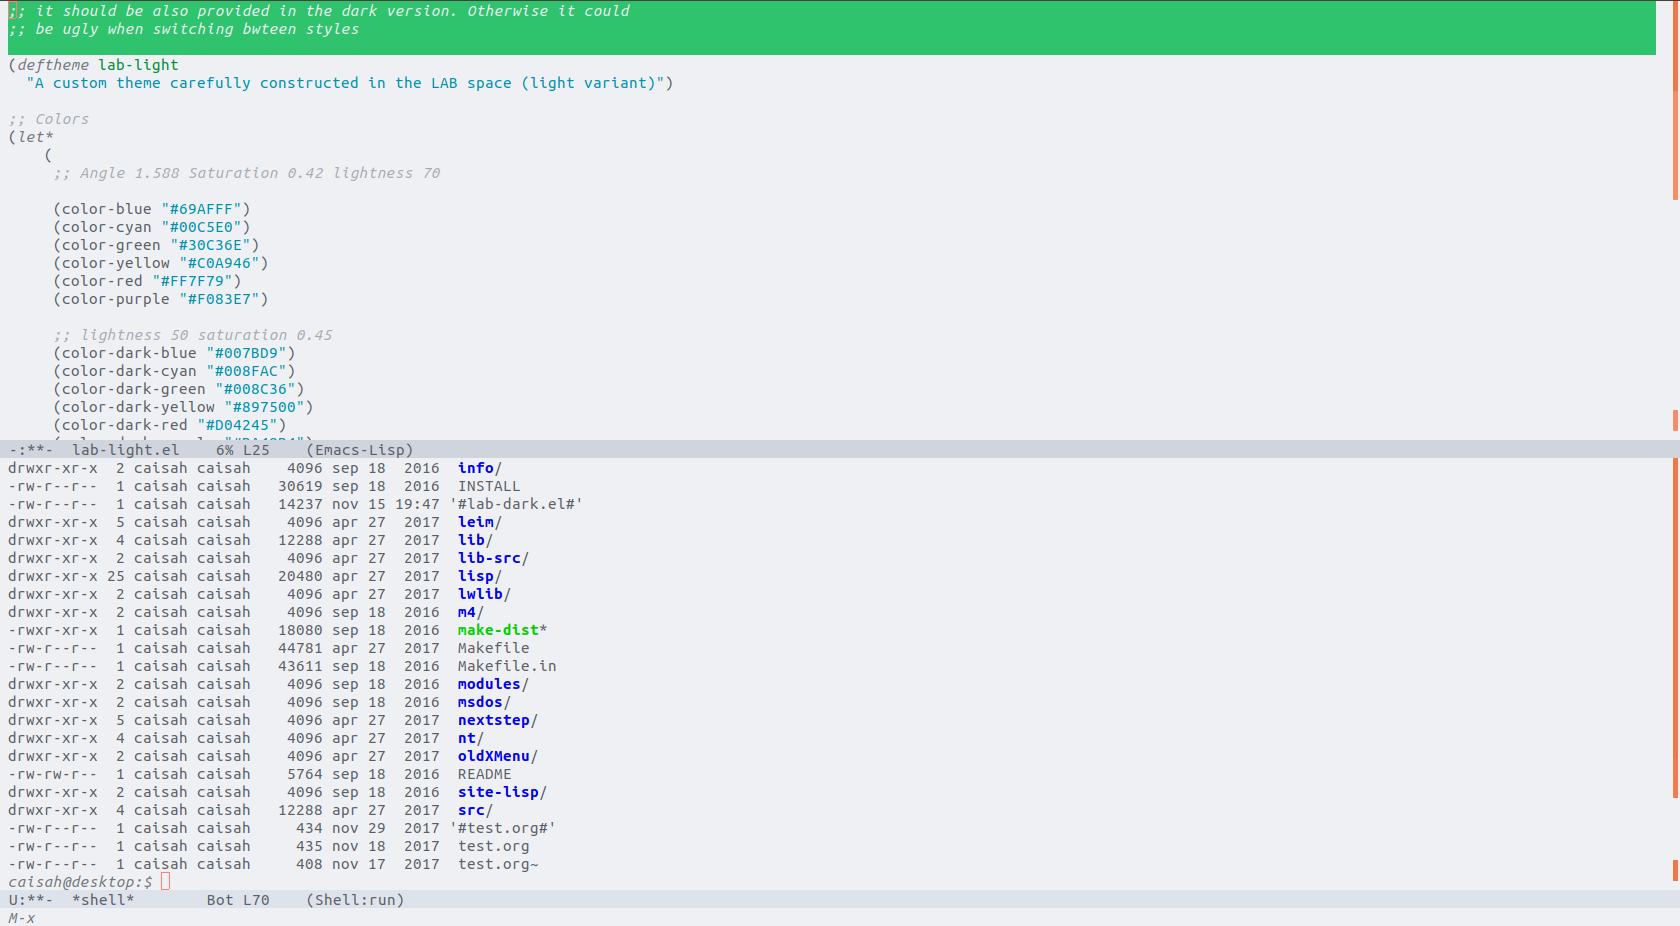 ;; it should be also provided in the dark version. Otherwise it could
;; be ugly when switching bwteen styles
(deftheme lab-light
"A custom theme carefully constructed in the LAB space (light variant)")
;; Colors
(let*
(
;; Angle 1.588 Saturation 0.42 lightness 70
(color-blue "#69AFFF")
(color-cyan "#00C5E0")
(color-green "#30C36E")
(color-yellow "#C0A946")
(color-red "#FF7F79")
(color-purple "#F083E7")
;; lightness 50 saturation 0.45
(color-dark-blue "#007BD9")
(color-dark-cyan "#008FAC")
(color-dark-green "#008C36")
(color-dark-yellow "#897500")
(color-dark-red "#D04245")
-:**-  lab-light.el    6% L25    (Emacs-Lisp)
drwxr-xr-x  2 caisah caisah    4096 sep 18  2016  info/
-rw-r--r--  1 caisah caisah   30619 sep 18  2016  INSTALL
-rw-r--r--  1 caisah caisah   14237 nov 15 19:47 '#lab-dark.el#'
drwxr-xr-x  5 caisah caisah    4096 apr 27  2017  leim/
drwxr-xr-x  4 caisah caisah   12288 apr 27  2017  lib/
drwxr-xr-x  2 caisah caisah    4096 apr 27  2017  lib-src/
drwxr-xr-x 25 caisah caisah   20480 apr 27  2017  lisp/
drwxr-xr-x  2 caisah caisah    4096 apr 27  2017  lwlib/
drwxr-xr-x  2 caisah caisah    4096 sep 18  2016  m4/
-rwxr-xr-x  1 caisah caisah   18080 sep 18  2016  make-dist*
-rw-r--r--  1 caisah caisah   44781 apr 27  2017  Makefile
-rw-r--r--  1 caisah caisah   43611 sep 18  2016  Makefile.in
drwxr-xr-x  2 caisah caisah    4096 sep 18  2016  modules/
drwxr-xr-x  2 caisah caisah    4096 sep 18  2016  msdos/
drwxr-xr-x  5 caisah caisah    4096 apr 27  2017  nextstep/
drwxr-xr-x  4 caisah caisah    4096 apr 27  2017  nt/
drwxr-xr-x  2 caisah caisah    4096 apr 27  2017  oldXMenu/
-rw-rw-r--  1 caisah caisah    5764 sep 18  2016  README
drwxr-xr-x  2 caisah caisah    4096 sep 18  2016  site-lisp/
drwxr-xr-x  4 caisah caisah   12288 apr 27  2017  src/
-rw-r--r--  1 caisah caisah     434 nov 29  2017 '#test.org#'
-rw-r--r--  1 caisah caisah     435 nov 18  2017  test.org
-rw-r--r--  1 caisah caisah     408 nov 17  2017  test.org~
caisah@desktop:$
U:**-  *shell*        Bot L70    (Shell:run)
M-x